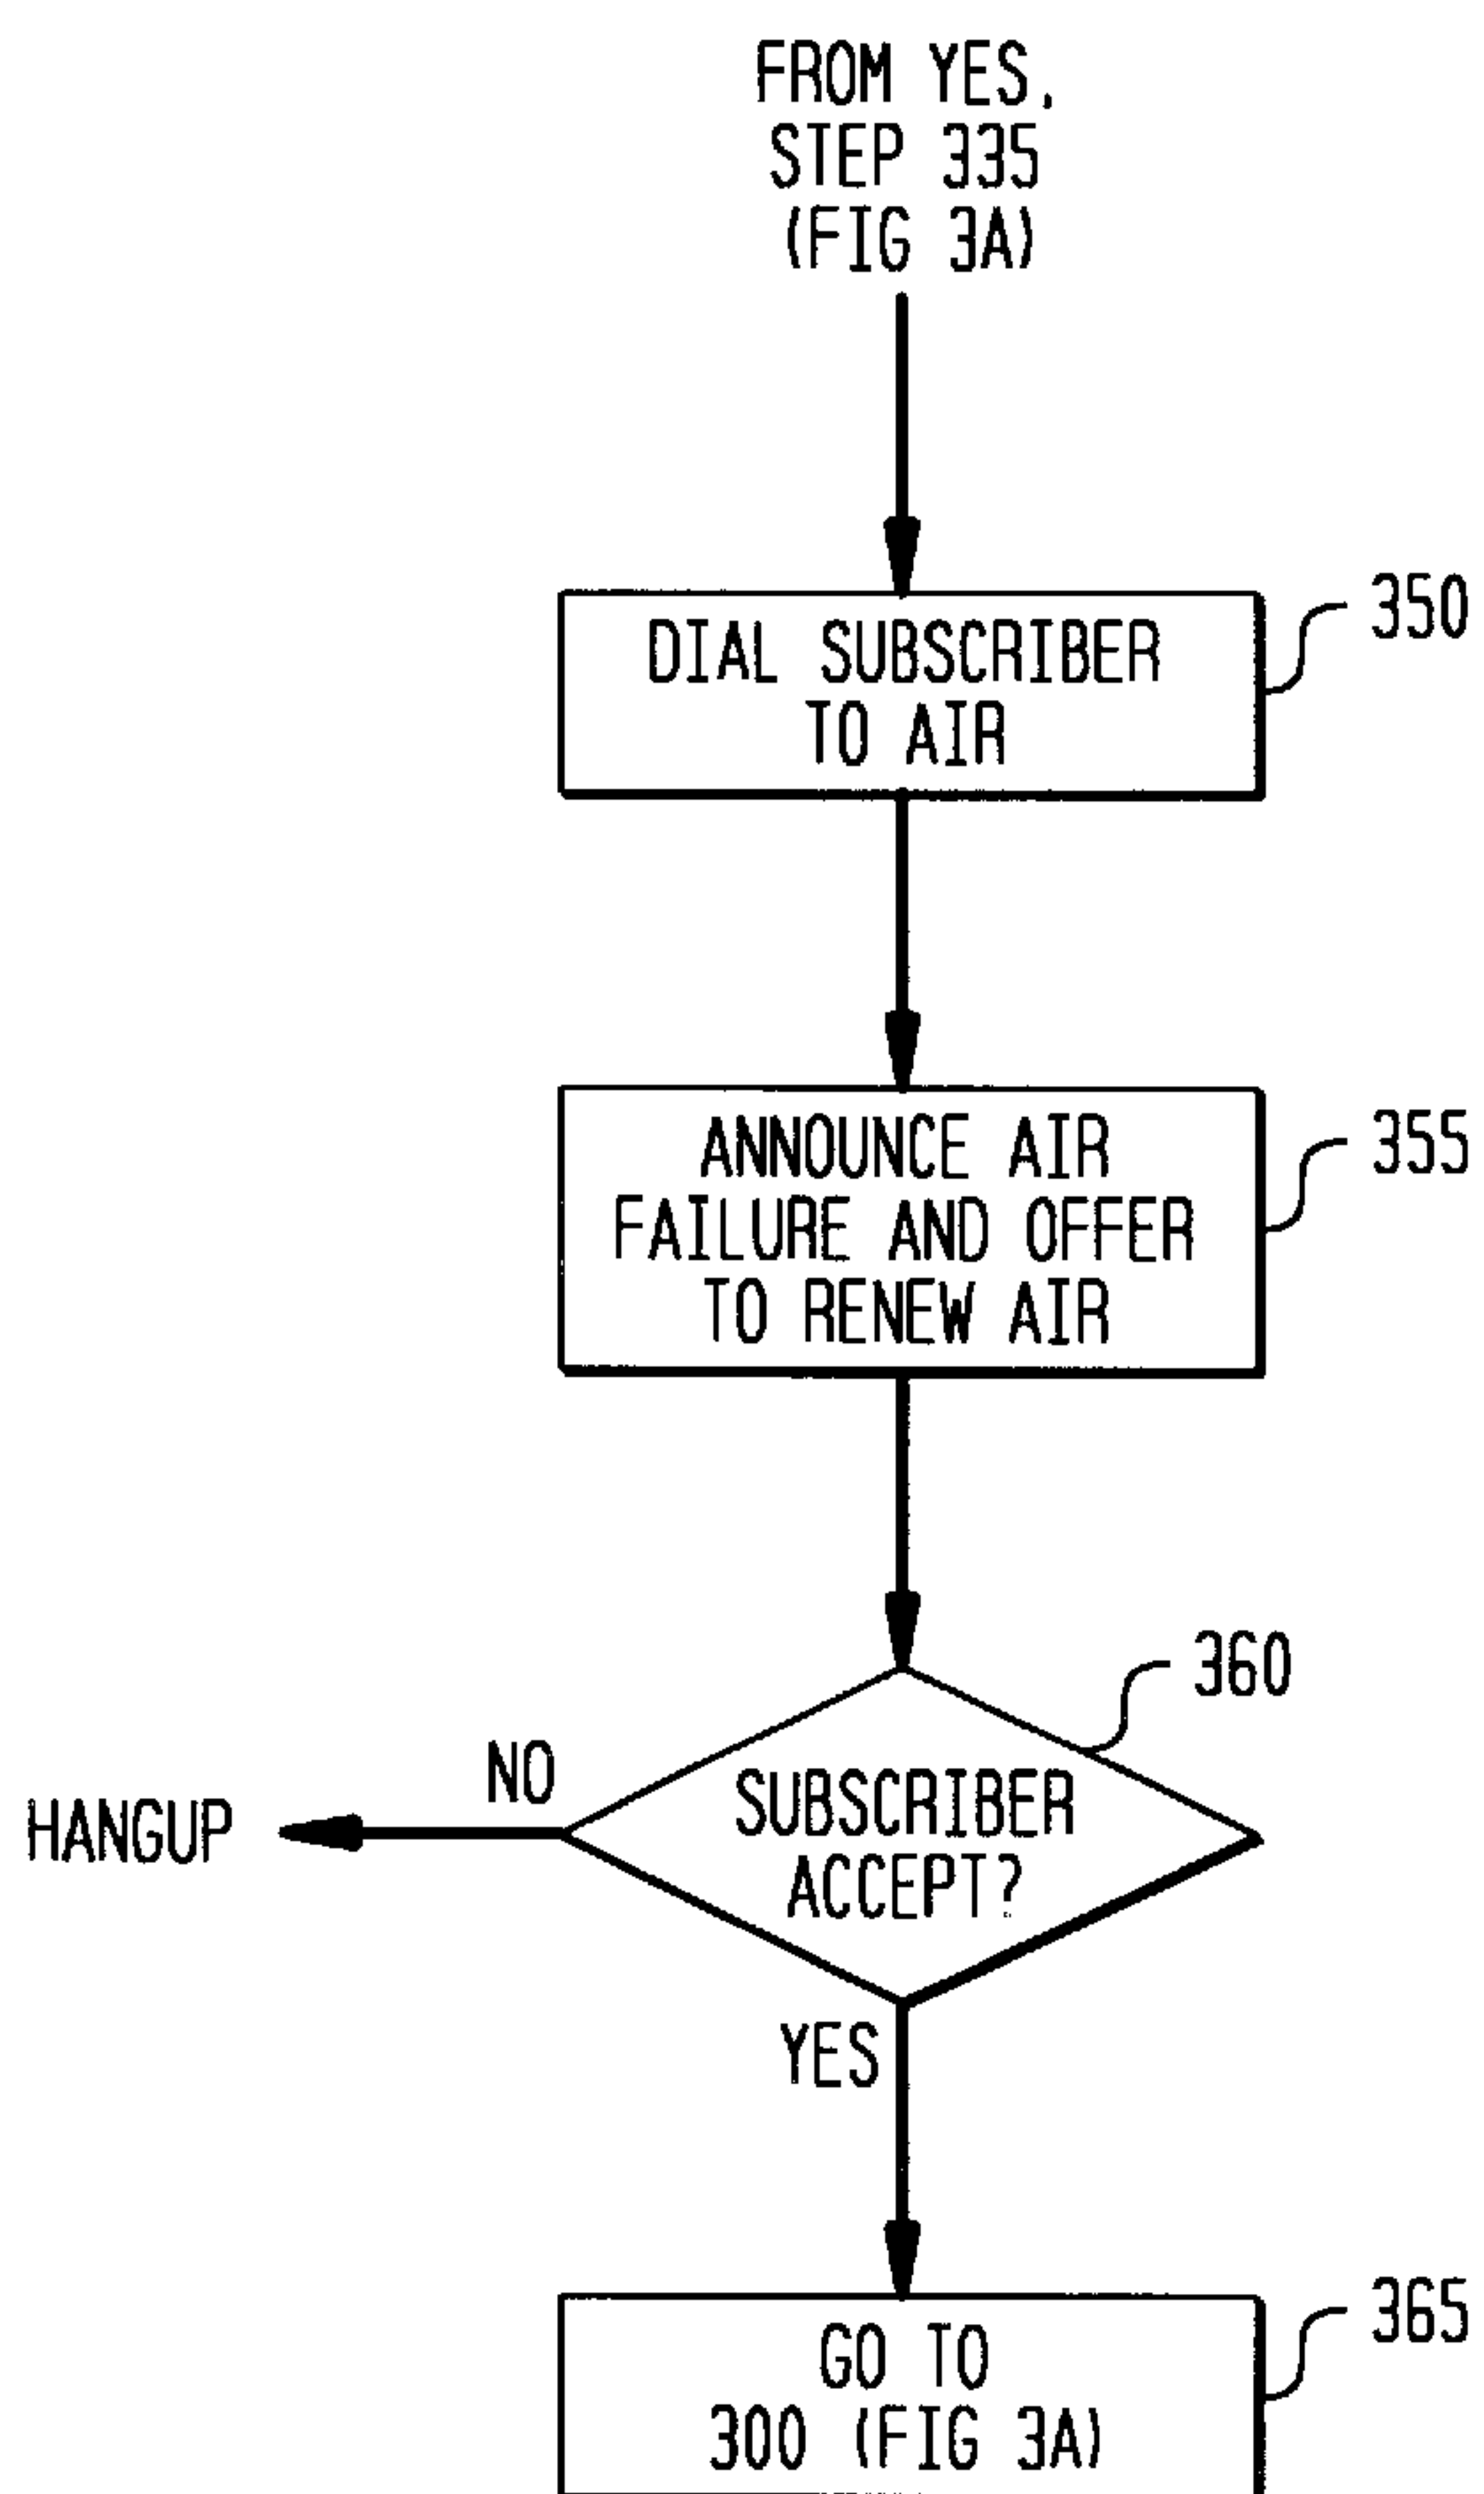 FROM YES,
STEP 335
(FIG 3A)
350
DIAL SUBSCRIBER
TO AIR
355
ANNOUNCE AIR
FAILURE AND OFFER
TO RENEW AIR
360
NO
HANGUP
SUBSCRIBER
ACCEPT?
YES
365
GO TO
300 (FIG 3A)